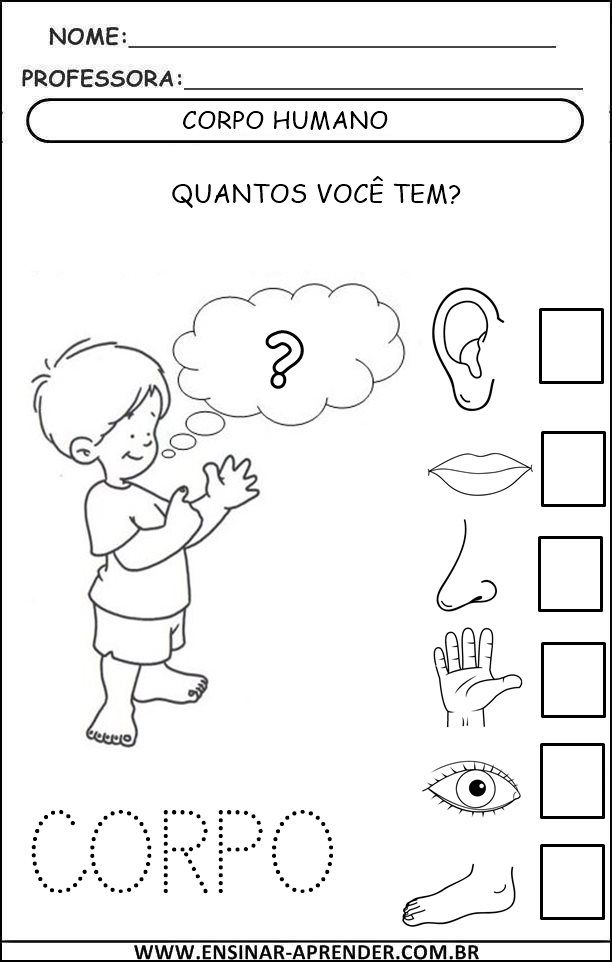 NOME:
PROFESSORA:
CORPO HUMANO
QUANTOS VOCÊ TEM?
?
CORPO
WWW.ENSINAR-APRENDER.COM.BR